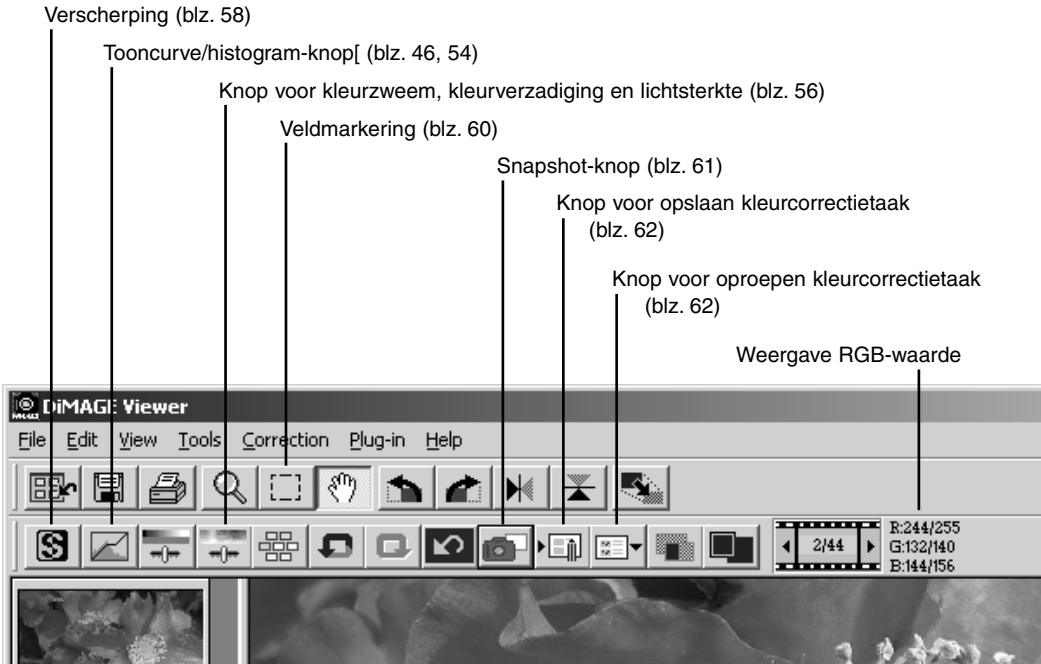 Verscherping (blz. 58)
Tooncurve/histogram-knop[ (blz. 46, 54)
Knop voor kleurzweem, kleurverzadiging en lichtsterkte (blz. 56)
Veldmarkering (blz. 60)
Snapshot-knop (blz. 61)
Knop voor opslaan kleurcorrectietaak
(blz. 62)
Knop voor oproepen kleurcorrectietaak
(blz. 62)
Weergave RGB-waarde
DiMAGE Viewer
File Edit View Tools Correction Plug-in Help
S
2/44
R:244/255
G:132/140
B:144/156